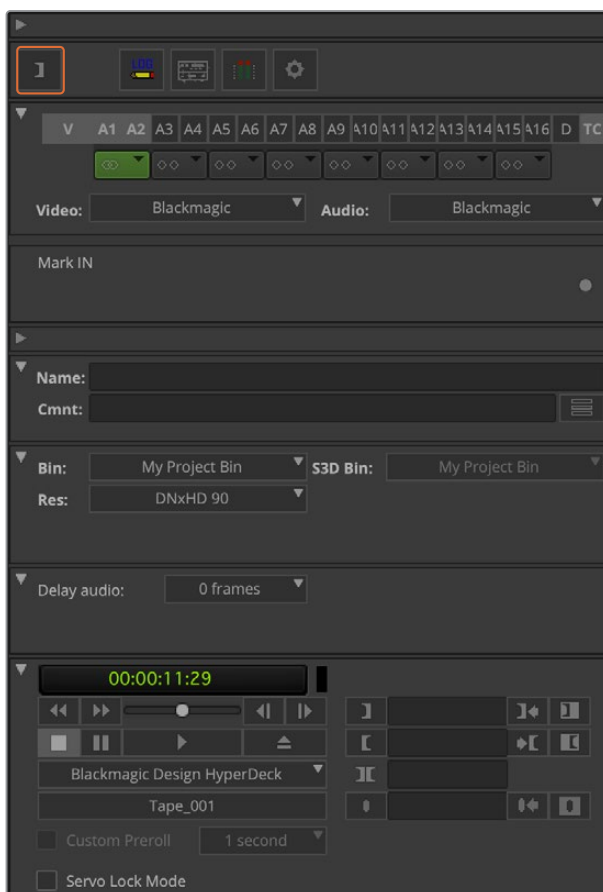 LOG
V A1 A2 A3 A4 A5 A6 A7 A8 A9 A10 A11 A12 A13 A14 A15 A16 D TC
Video: Blackmagic Audio: Blackmagic
Mark IN
Name:
Cmnt:
Bin: My Project Bin S3D Bin: My Project Bin
Res: DNxHD 90
Delay audio: 0 frames
00:00:11:29
Blackmagic Design HyperDeck
Tape_001
Custom Preroll 1 second
Servo Lock Mode